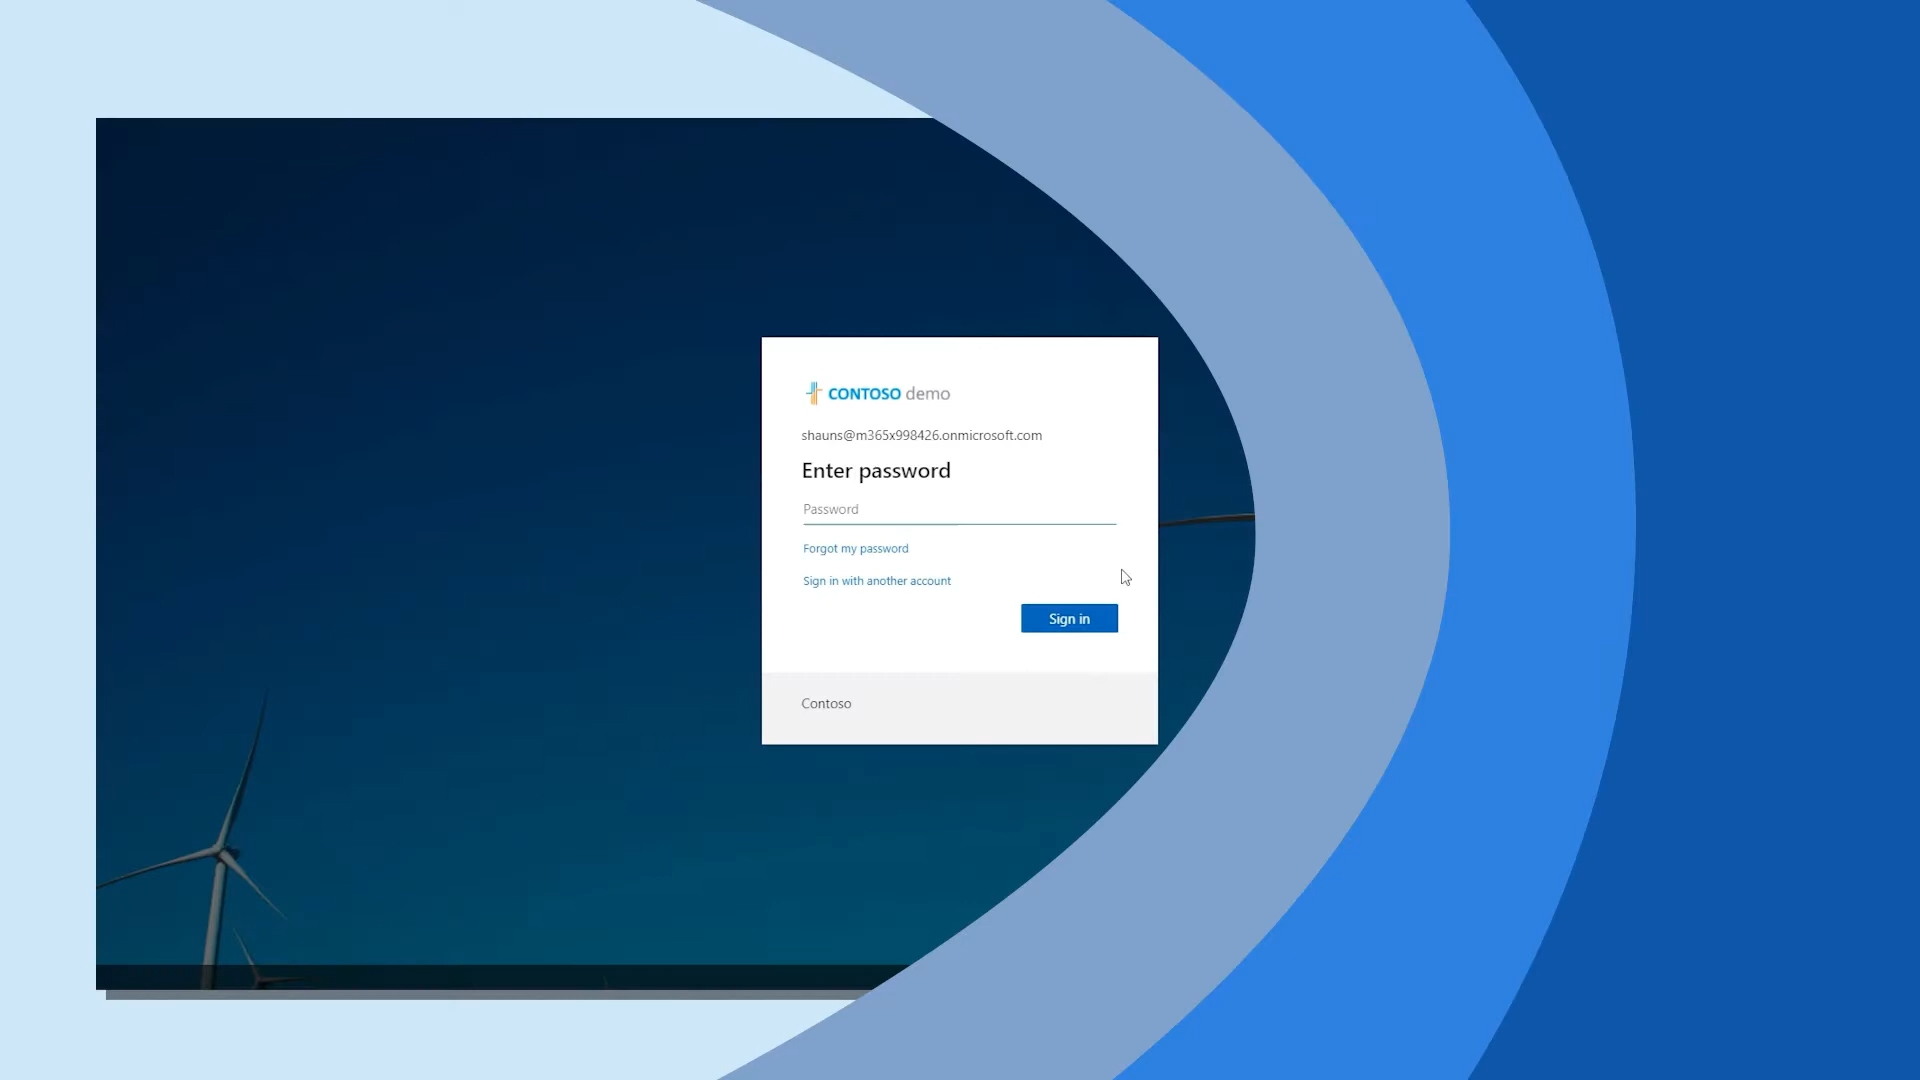 CONTOSO demo
shauns@m365x998426.onmicrosoft.com
Enter password
Password
Forgot my password
Sign in with another account
Sign in
Contoso